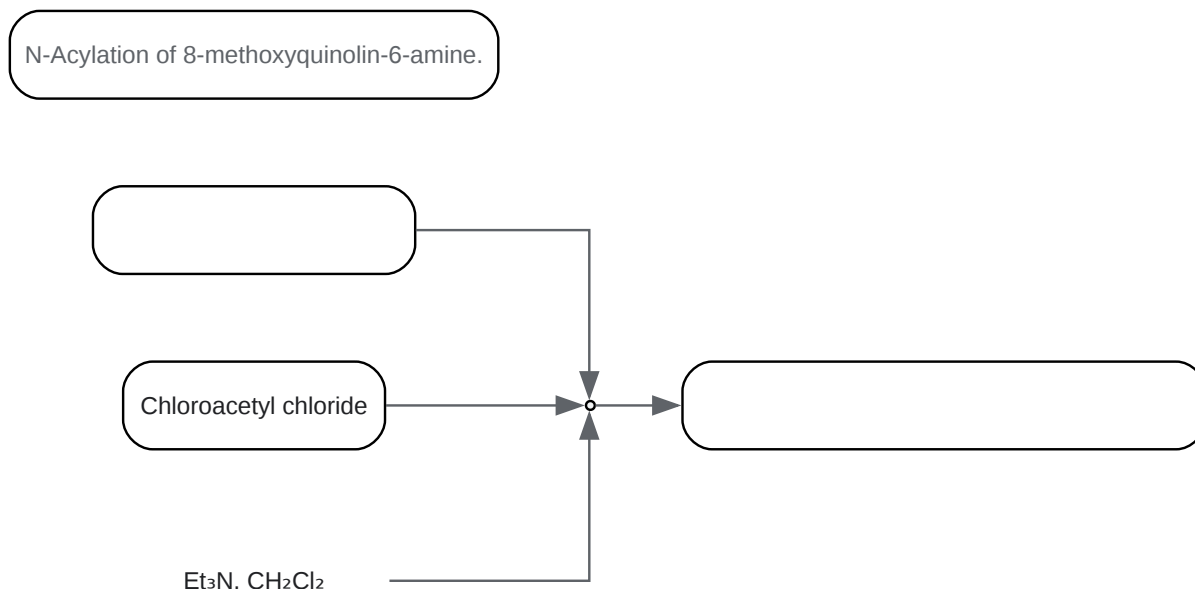 N-Acylation of 8-methoxyquinolin-6-amine.
Chloroacetyl chloride
Et₃N, CH₂Cl₂